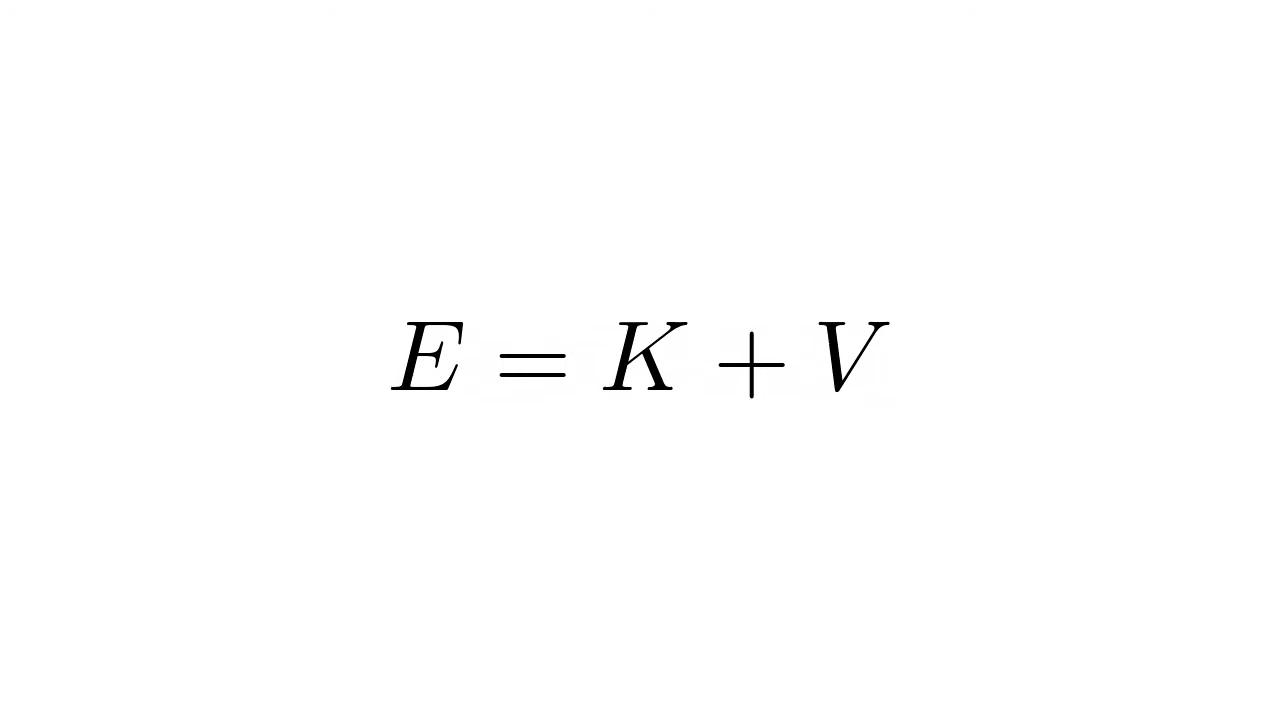 E = K + V